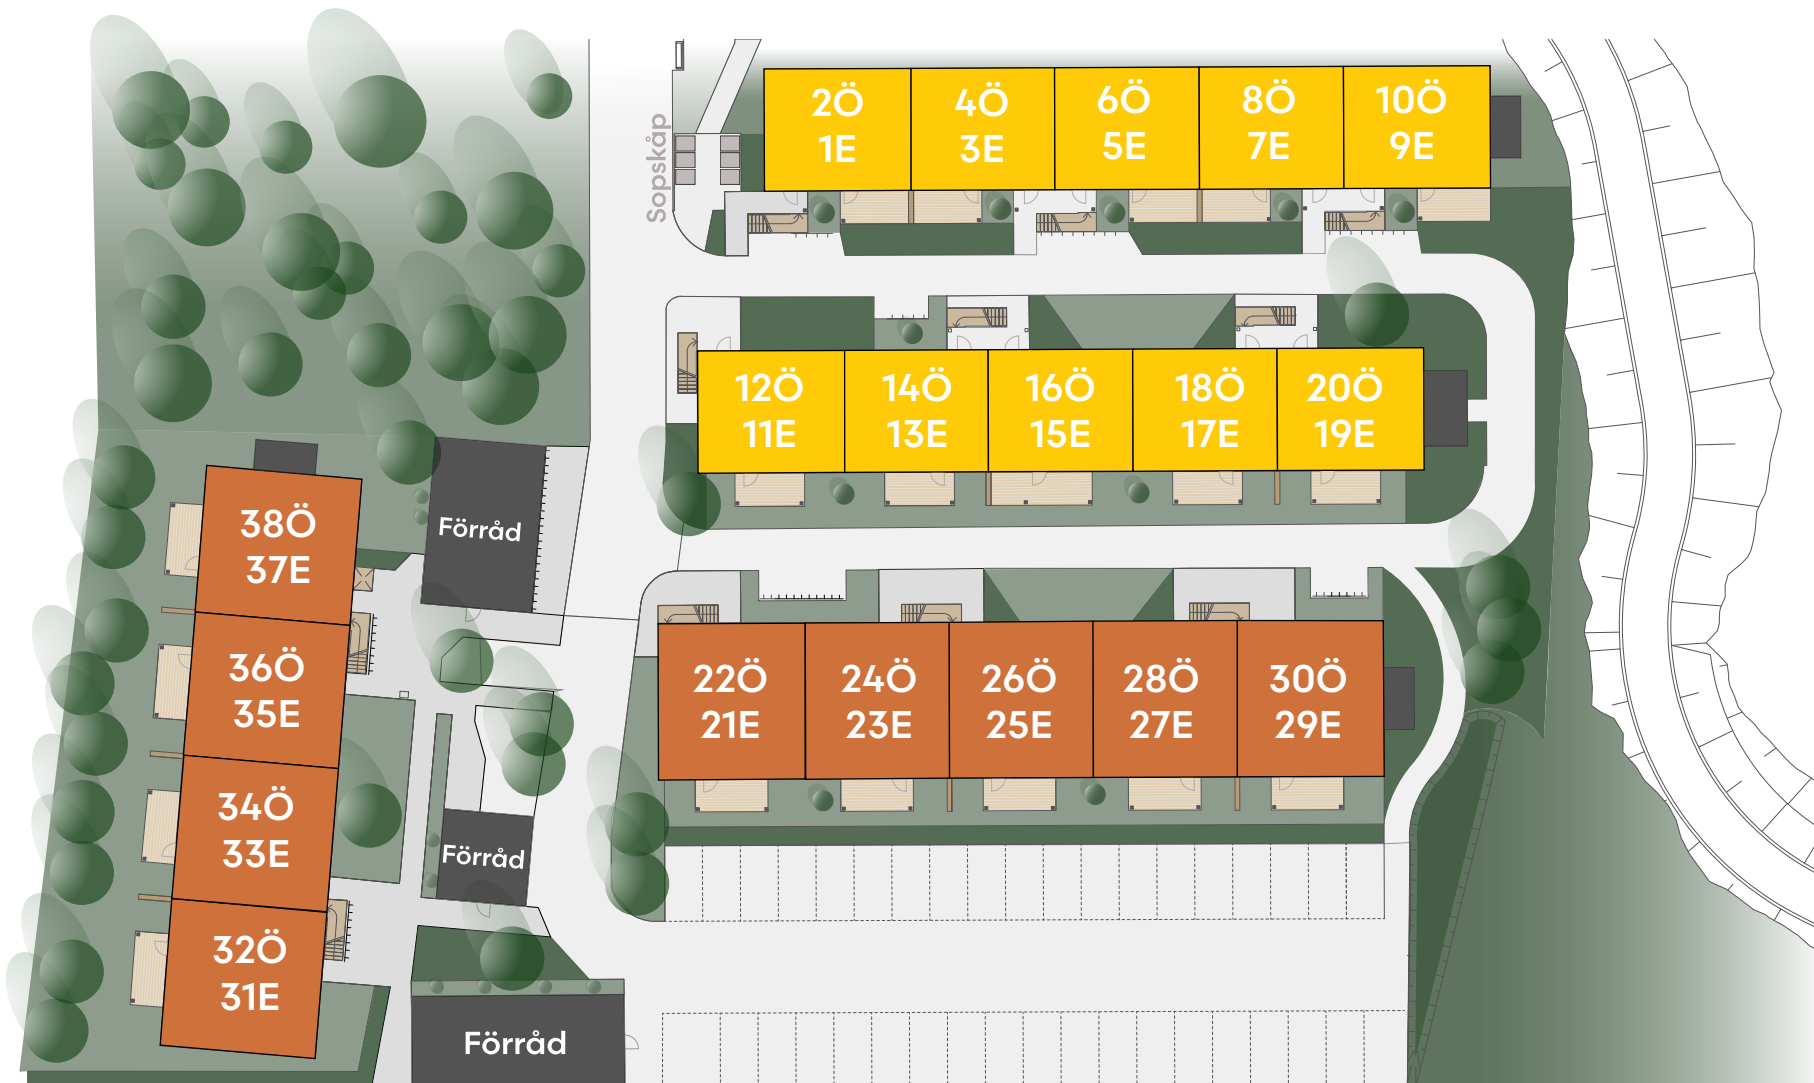 Sopskåp
2Ö
1E
4Ö
3E
6Ö
5E
8Ö
7E
10Ö
9E
12Ö
11E
14Ö
13E
16Ö
15E
18Ö
17E
20Ö
19E
38Ö
37E
Förråd
36Ö
35E
22Ö
21E
24Ö
23E
26Ö
25E
28Ö
27E
30Ö
29E
34Ö
33E
Förråd
32Ö
31E
Förråd